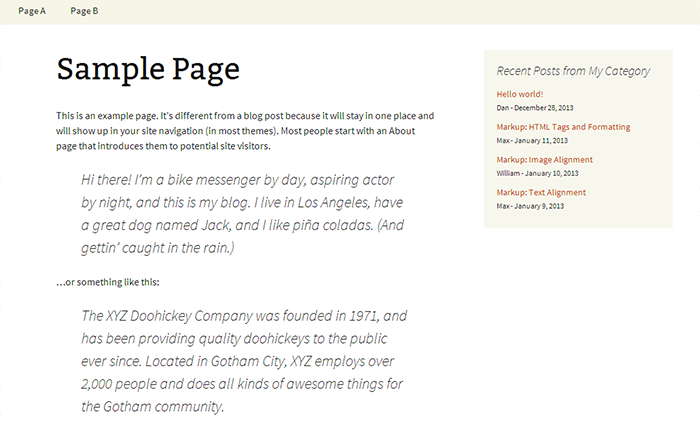 Page A Page B
Sample Page
This is an example page. It's different from a blog post because it will stay in one place and
will show up in your site navigation (in most themes). Most people start with an About
page that introduces them to potential site visitors.
Hi there! I'm a bike messenger by day, aspiring actor
by night, and this is my blog. I live in Los Angeles, have
a great dog named Jack, and I like piña coladas. (And
gettin' caught in the rain.)
…or something like this:
The XYZ Doohickey Company was founded in 1971, and
has been providing quality doohickeys to the public
ever since. Located in Gotham City, XYZ employs over
2,000 people and does all kinds of awesome things for
the Gotham community.
Recent Posts from My Category
Hello world!
Dan - December 28, 2013
Markup: HTML Tags and Formatting
Max - January 11, 2013
Markup: Image Alignment
William - January 10, 2013
Markup: Text Alignment
Max - January 9, 2013